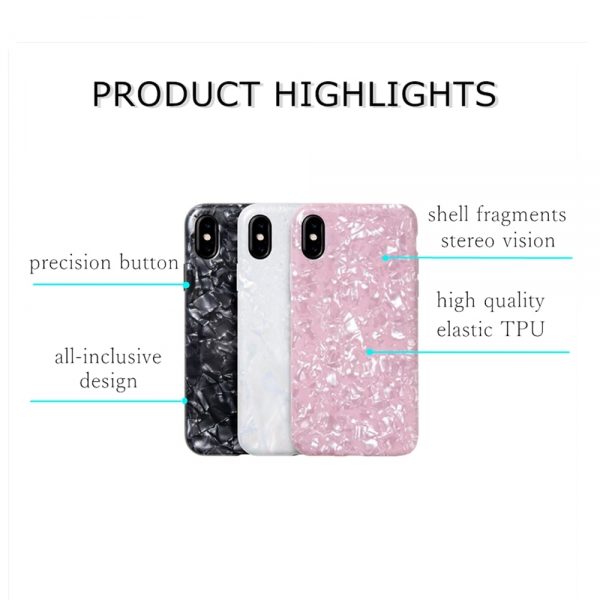 PRODUCT HIGHLIGHTS
precision button
all-inclusive
design
shell fragments
stereo vision
high quality
elastic TPU